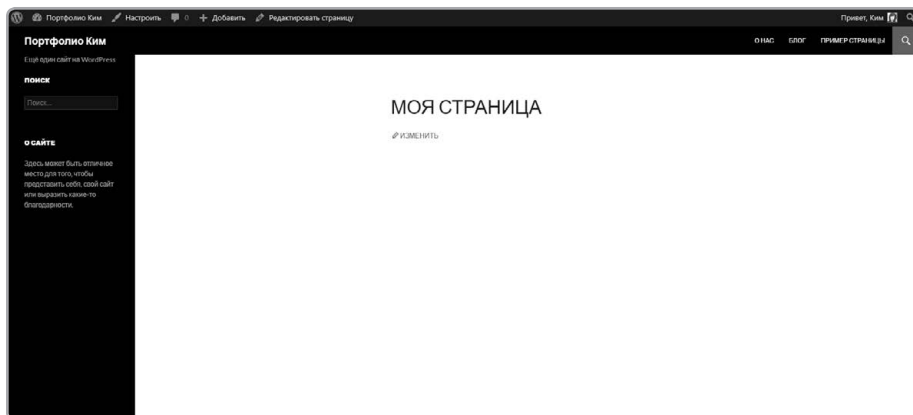 Портфолио Ким Настроить 0 Добавить Редактировать страницу Привет, Ким
Портфолио Ким О НАС БЛОГ ПРИМЕР СТРАНИЦЫ
Ещё один сайт на WordPress
ПОИСК
Поиск…
О САЙТЕ
Здесь может быть отличное
место для того, чтобы
представить себя, свой сайт
или выразить какие-то
благодарности.
МОЯ СТРАНИЦА
ИЗМЕНИТЬ